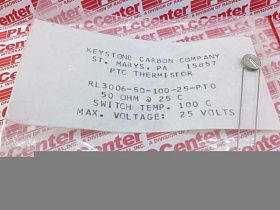 KEYSTONE CARBON COMPANY
ST. MARYS, PA 15857
PTC THERMISTOR
RL3006-50-100-25-PTO
50 OHM @ 25 C
SWITCH TEMP. 100 C
MAX. VOLTAGE: 25 VOLTS